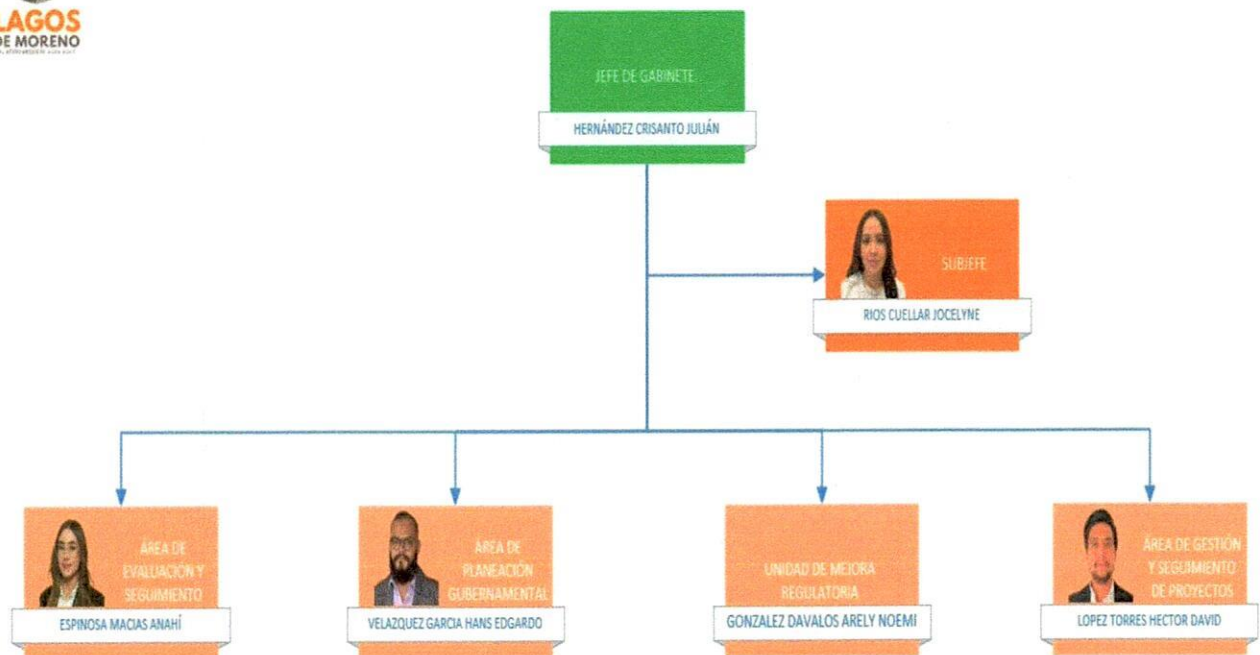 LAGOS
DE MORENO
JEFE DE GABINETE
HERNÁNDEZ CRISANTO JULIÁN
SUBJEFE
RIOS CUELLAR JOCELYNE
ÁREA DE
EVALUACIÓN Y
SEGUIMIENTO
ESPINOSA MACIAS ANAHÍ
ÁREA DE
PLANEACIÓN
GUBERNAMENTAL
VELAZQUEZ GARCIA HANS EDGARDO
UNIDAD DE MEJORA
REGULATORIA
GONZALEZ DAVALOS ARELY NOEMI
ÁREA DE GESTIÓN
Y SEGUIMIENTO
DE PROYECTOS
LOPEZ TORRES HECTOR DAVID